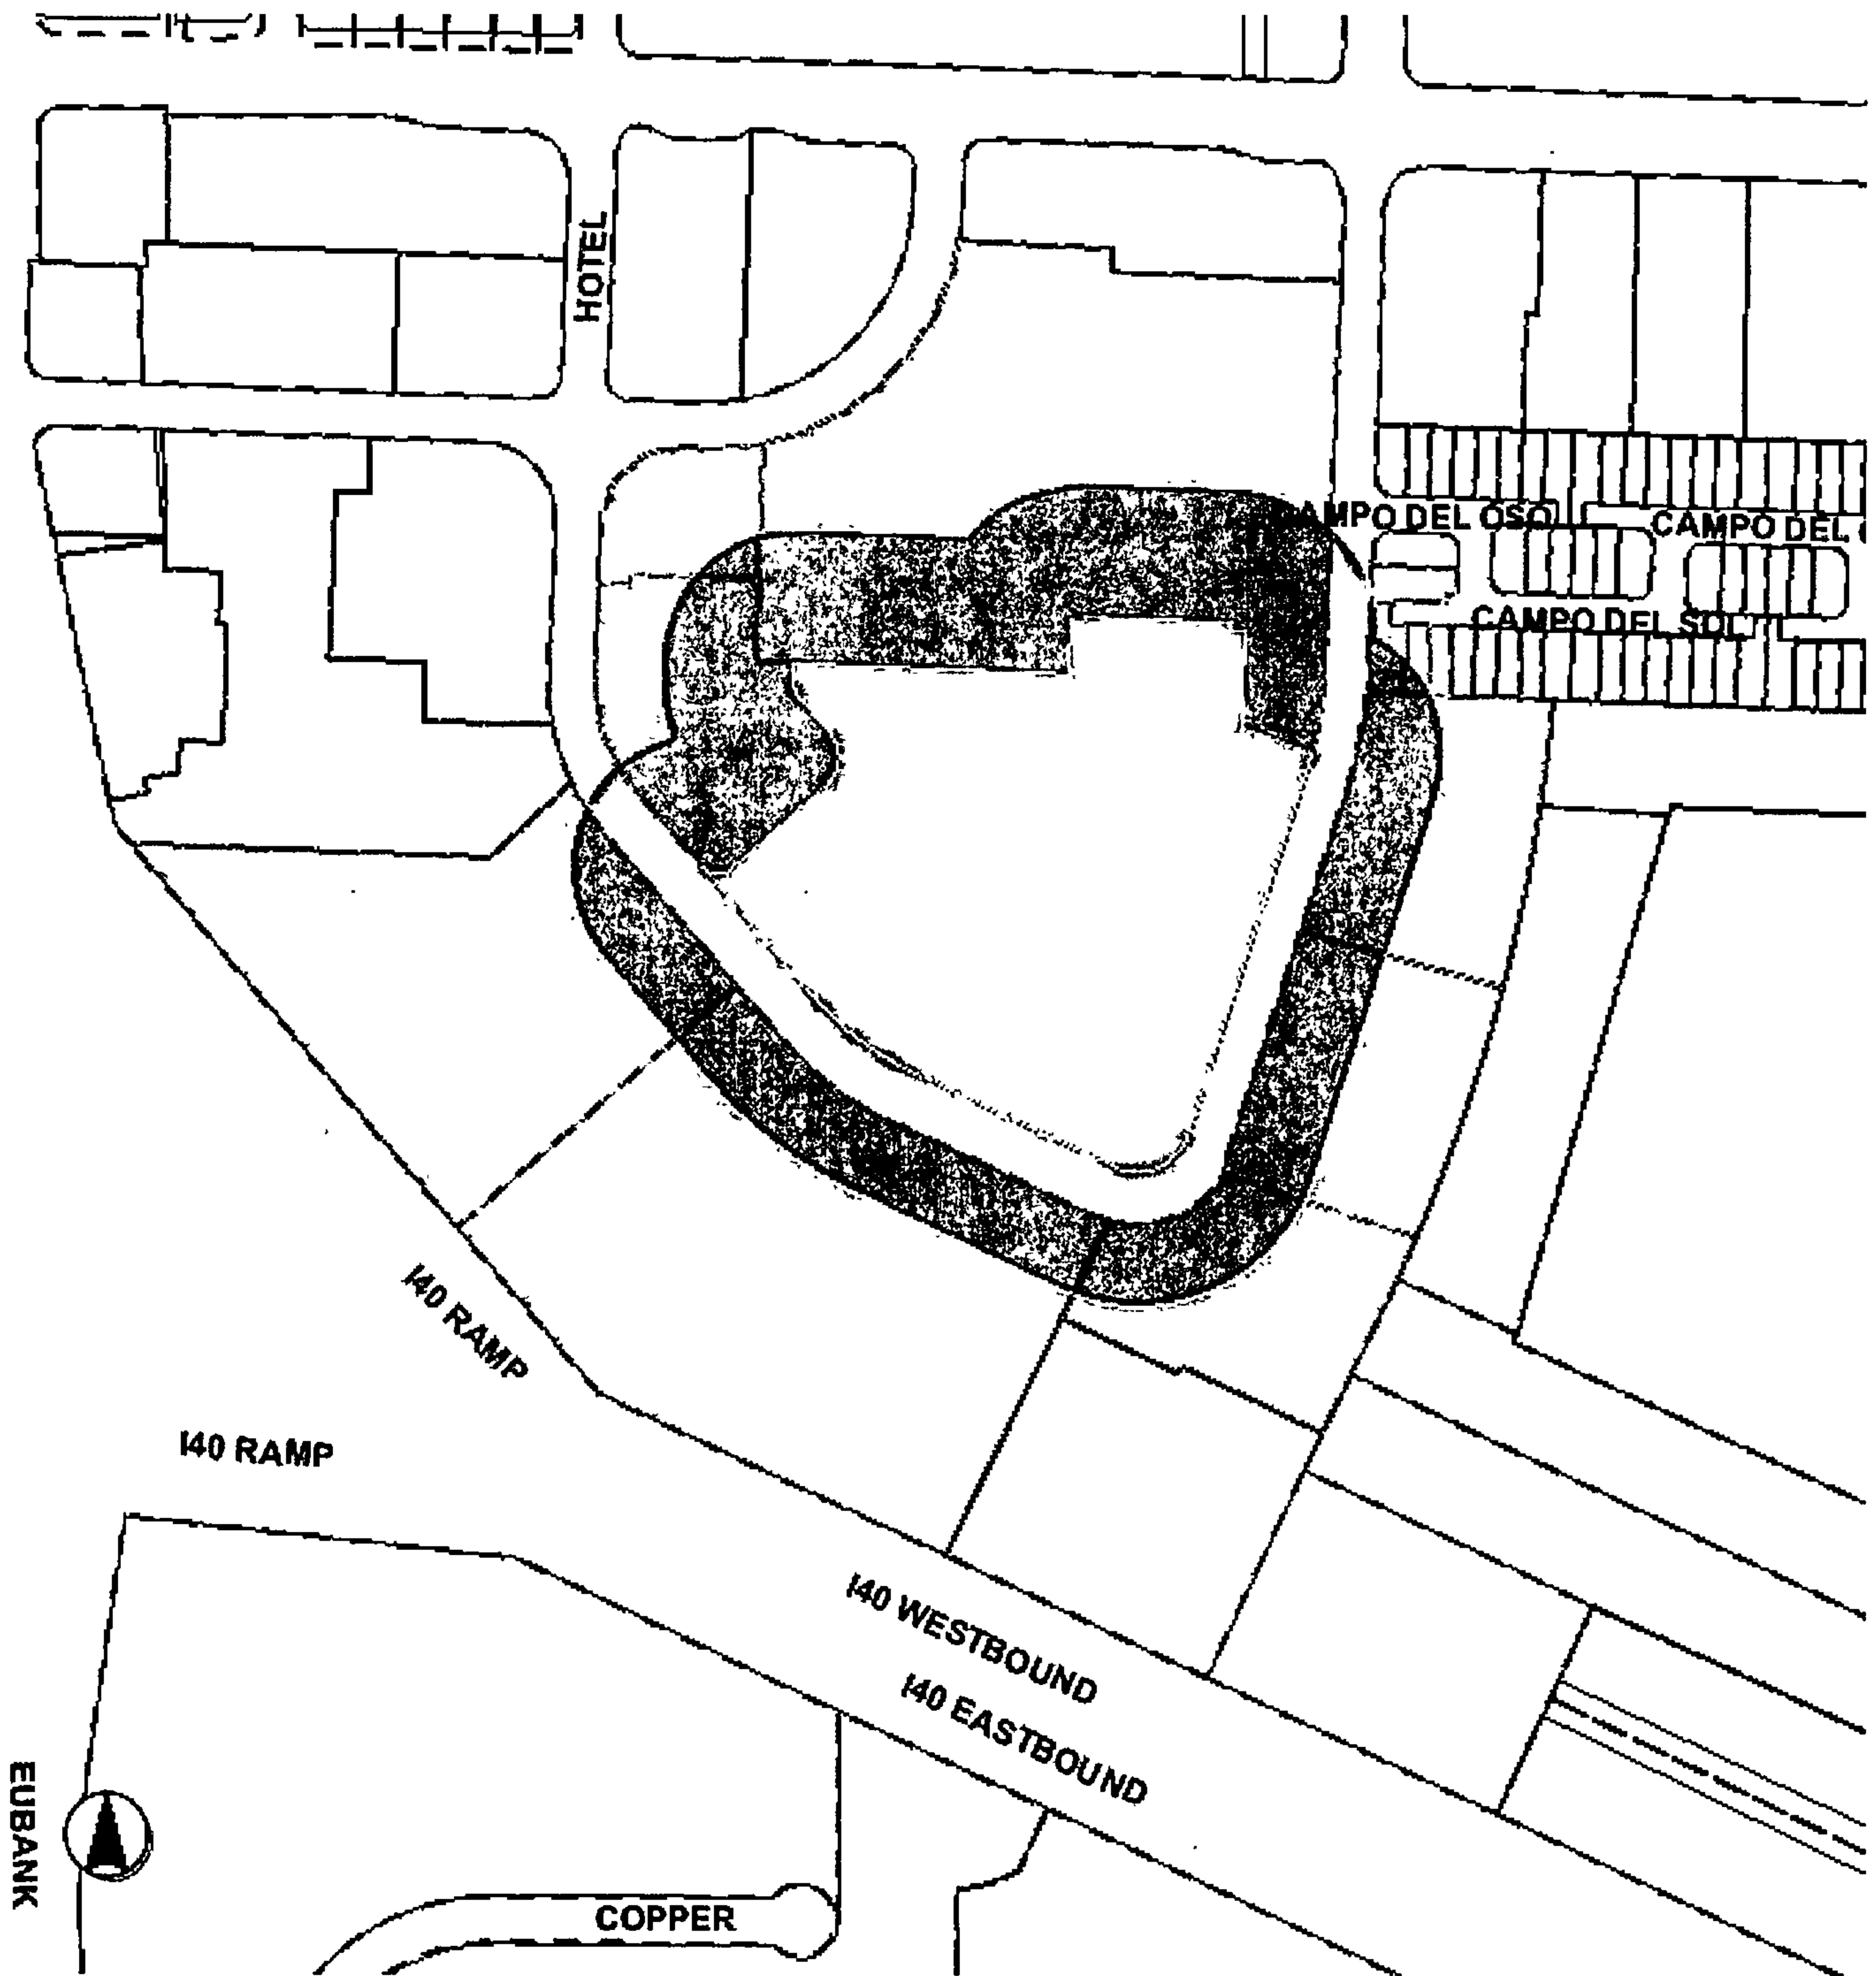 HOTEL
CAMPO DEL OSO
CAMPO DEL
CAMPO DEL SOL
I40 RAMP
I40 RAMP
I40 WESTBOUND
I40 EASTBOUND
EUBANK
COPPER